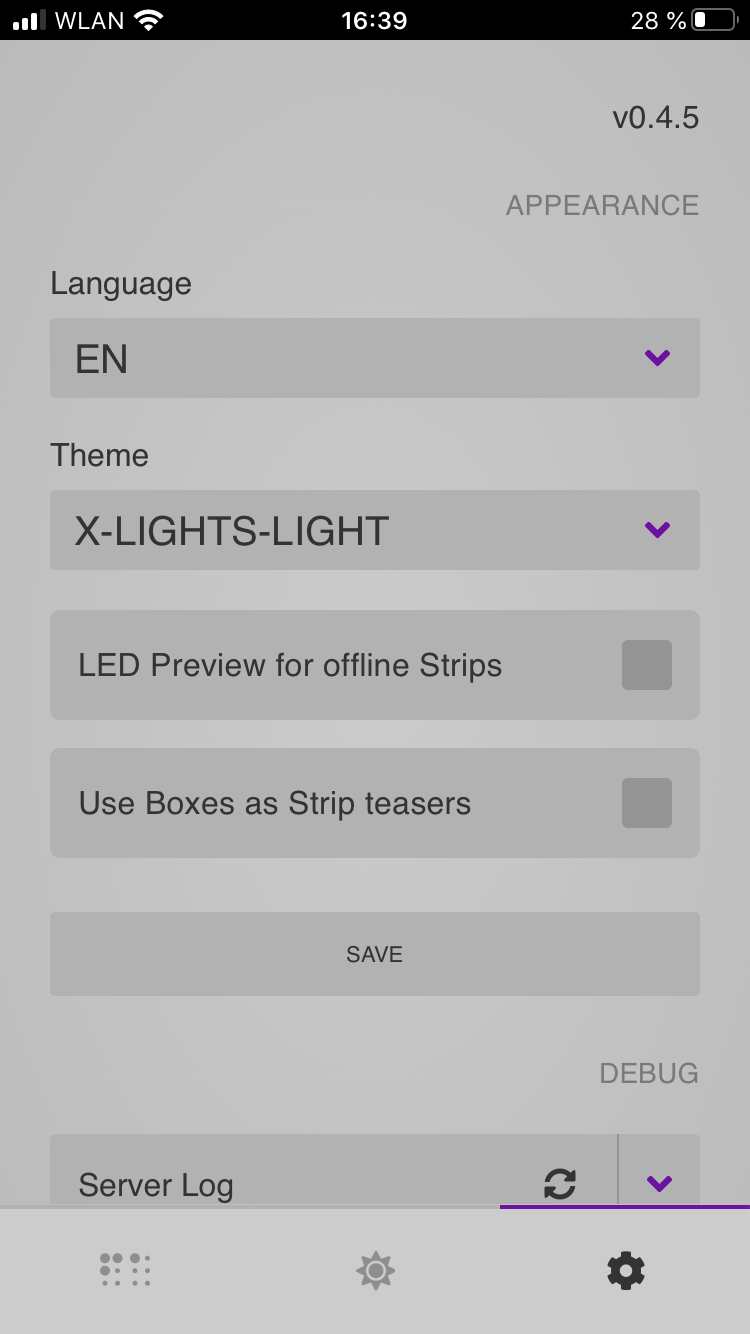 WLAN 16:39 28 %
v0.4.5
APPEARANCE
Language
EN
Theme
X-LIGHTS-LIGHT
LED Preview for offline Strips
Use Boxes as Strip teasers
SAVE
DEBUG
Server Log